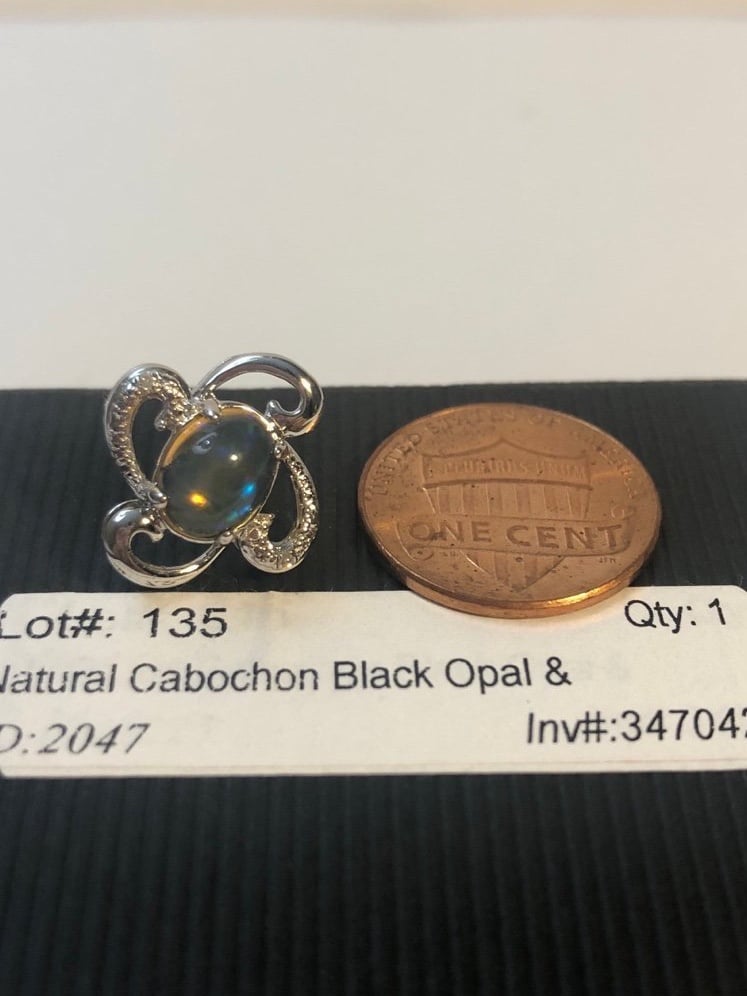 UNITED STATES OF AMERICA
E PLURIBUS UNUM
ONE CENT
Lot#: 135
Qty: 1
Natural Cabochon Black Opal &
D:2047
Inv#:34704